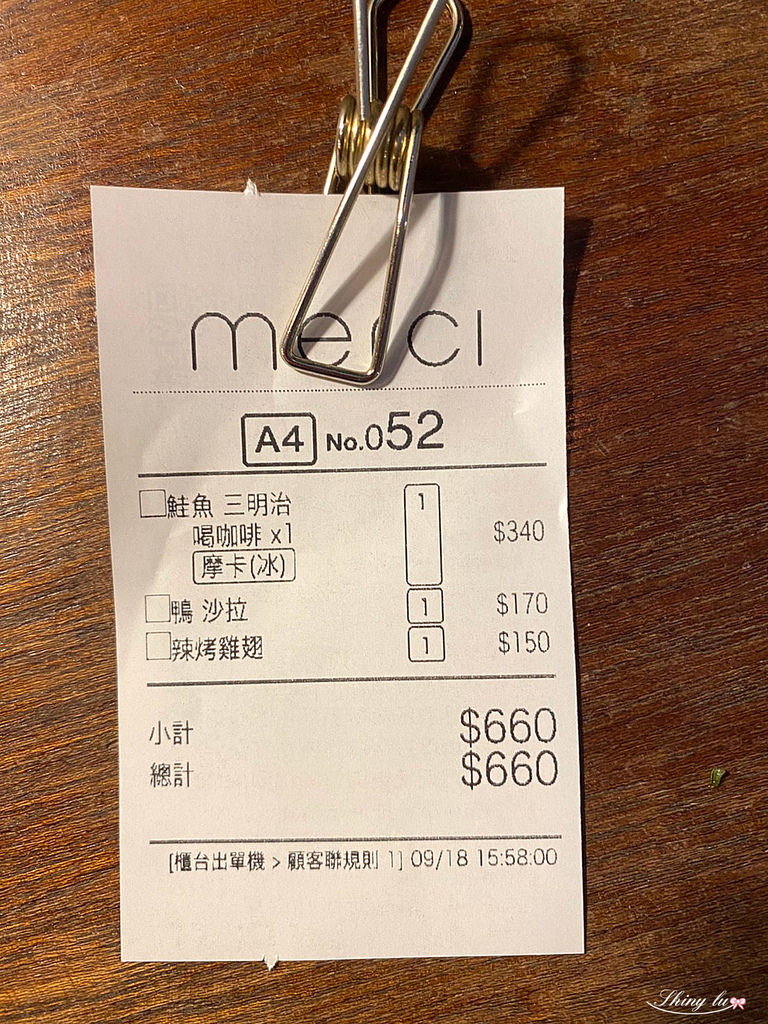 merci
A4 No.052
鮭魚 三明治 1 $340
喝咖啡 x1
摩卡(冰)
鴨 沙拉 1 $170
辣烤雞翅 1 $150
小計 $660
總計 $660
[櫃台出單機 > 顧客聯規則 1] 09/18 15:58:00
Shiny lu